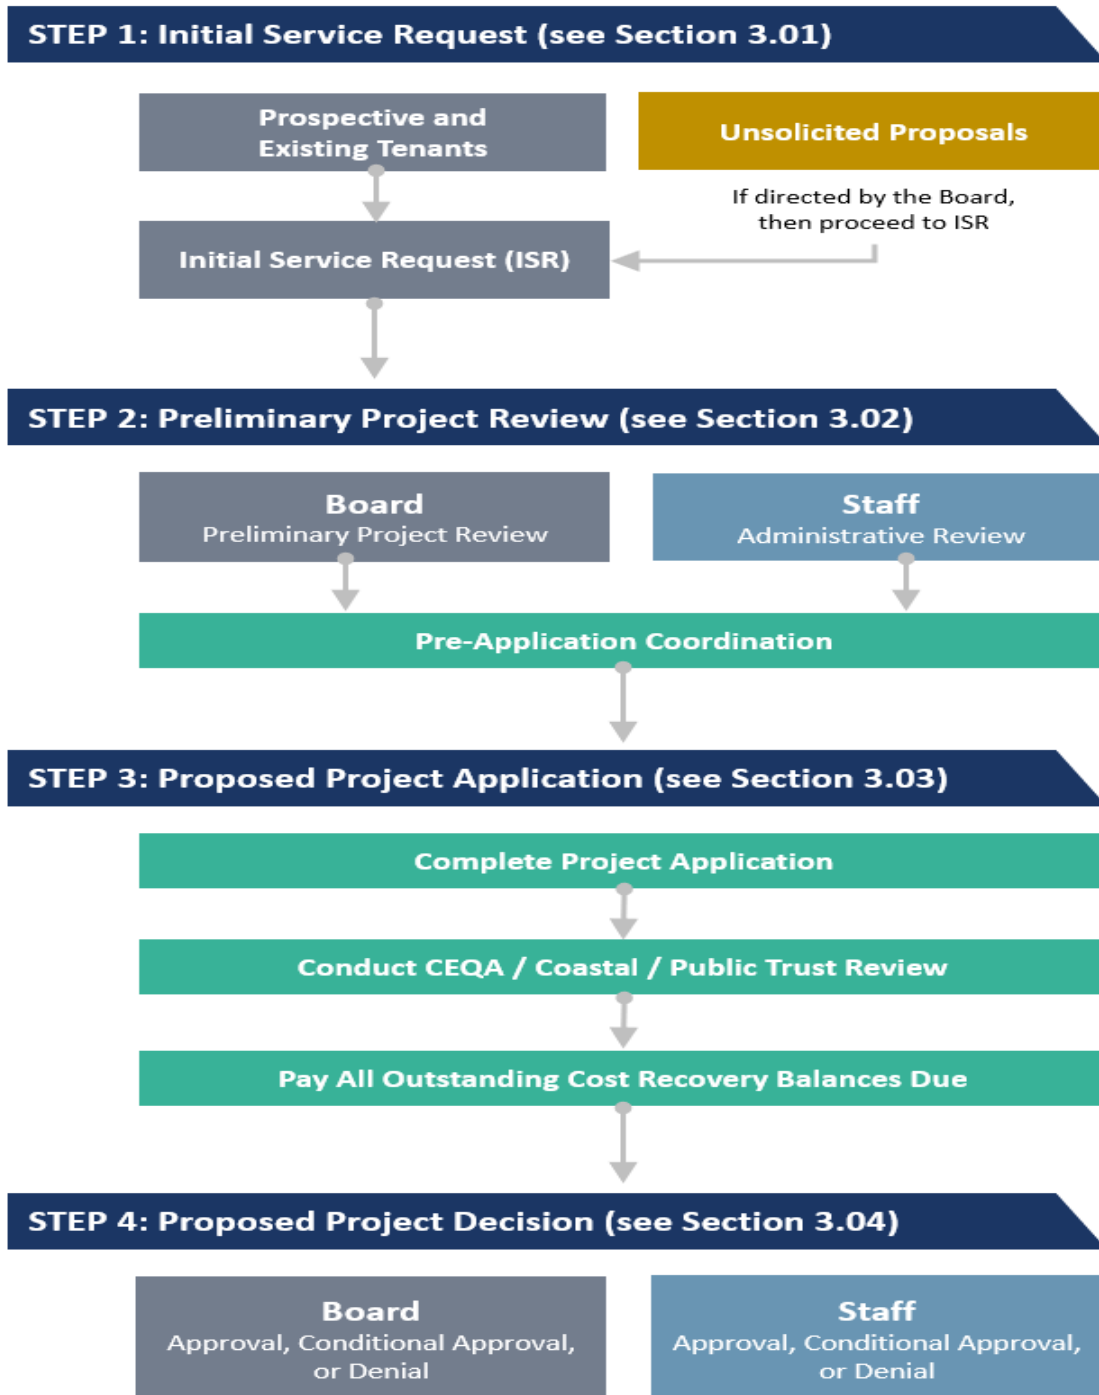 STEP 1: Initial Service Request (see Section 3.01)
Prospective and
Existing Tenants
Unsolicited Proposals
If directed by the Board,
then proceed to ISR
Initial Service Request (ISR)
STEP 2: Preliminary Project Review (see Section 3.02)
Board
Preliminary Project Review
Staff
Administrative Review
Pre-Application Coordination
STEP 3: Proposed Project Application (see Section 3.03)
Complete Project Application
Conduct CEQA / Coastal / Public Trust Review
Pay All Outstanding Cost Recovery Balances Due
STEP 4: Proposed Project Decision (see Section 3.04)
Board
Approval, Conditional Approval,
or Denial
Staff
Approval, Conditional Approval,
or Denial